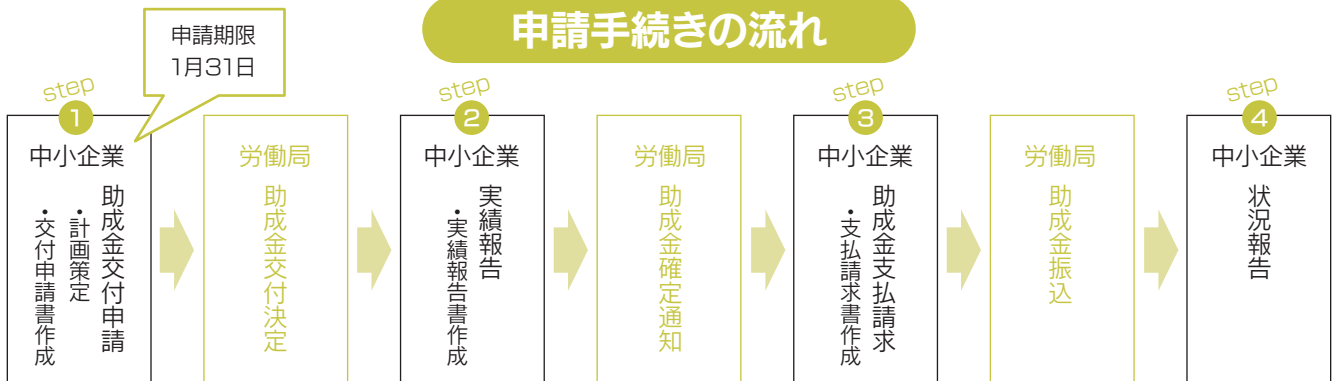 申請手続きの流れ
申請期限
1月31日
step
1
中小企業
助成金交付申請
・計画策定
・交付申請書作成
労働局
助成金交付決定
step
2
中小企業
実績報告
・実績報告書作成
労働局
助成金確定通知
step
3
中小企業
助成金支払請求
・支払請求書作成
労働局
助成金振込
step
4
中小企業
状況報告